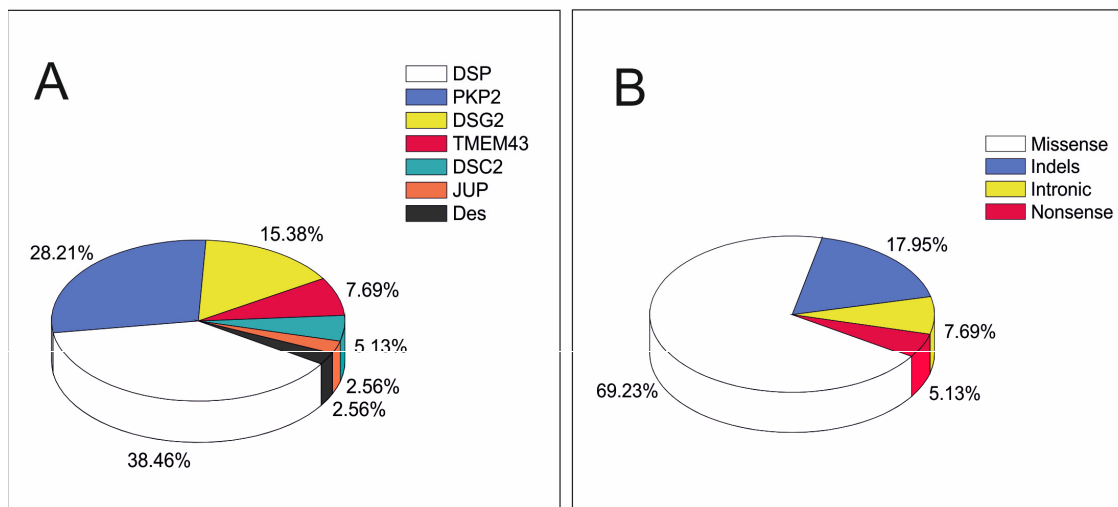 A
DSP
PKP2
DSG2
TMEM43
DSC2
JUP
Des
28.21%
15.38%
7.69%
5.13%
2.56%
2.56%
38.46%
B
Missense
Indels
Intronic
Nonsense
17.95%
7.69%
5.13%
69.23%